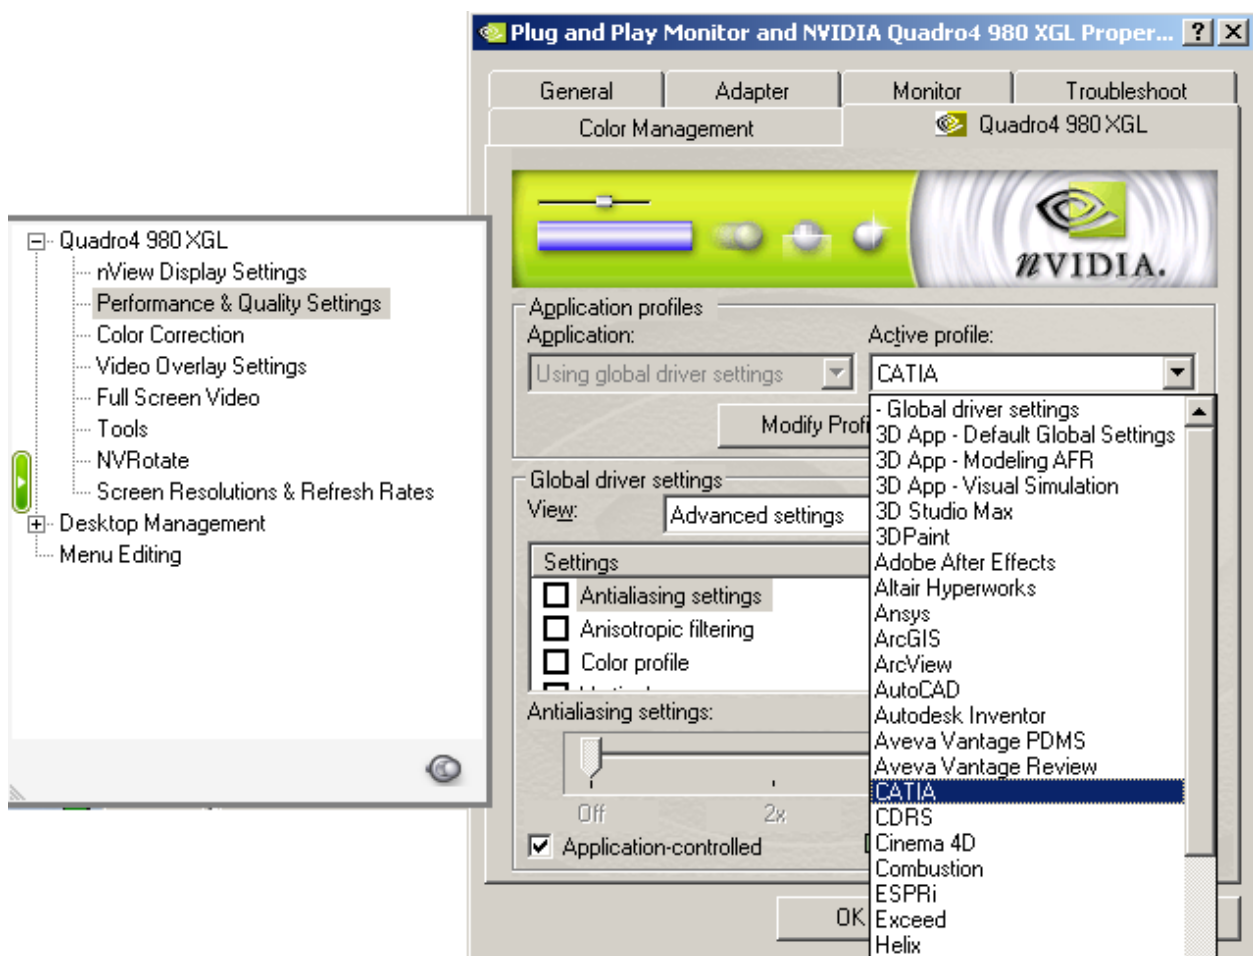 Plug and Play Monitor and NVIDIA Quadro4 980 XGL Proper...
General Adapter Monitor Troubleshoot
Color Management Quadro4 980 XGL
nVIDIA.
Quadro4 980 XGL
nView Display Settings
Performance & Quality Settings
Color Correction
Video Overlay Settings
Full Screen Video
Tools
NVRotate
Screen Resolutions & Refresh Rates
Desktop Management
Menu Editing
Application profiles
Application: Active profile:
Using global driver settings CATIA
Modify Prof
Global driver settings
View: Advanced settings
Settings
Antialiasing settings
Anisotropic filtering
Color profile
Antialiasing settings:
Off 2x
Application-controlled
OK
- Global driver settings
3D App - Default Global Settings
3D App - Modeling AFR
3D App - Visual Simulation
3D Studio Max
3DPaint
Adobe After Effects
Altair Hyperworks
Ansys
ArcGIS
ArcView
AutoCAD
Autodesk Inventor
Aveva Vantage PDMS
Aveva Vantage Review
CATIA
CDRS
Cinema 4D
Combustion
ESPRi
Exceed
Helix